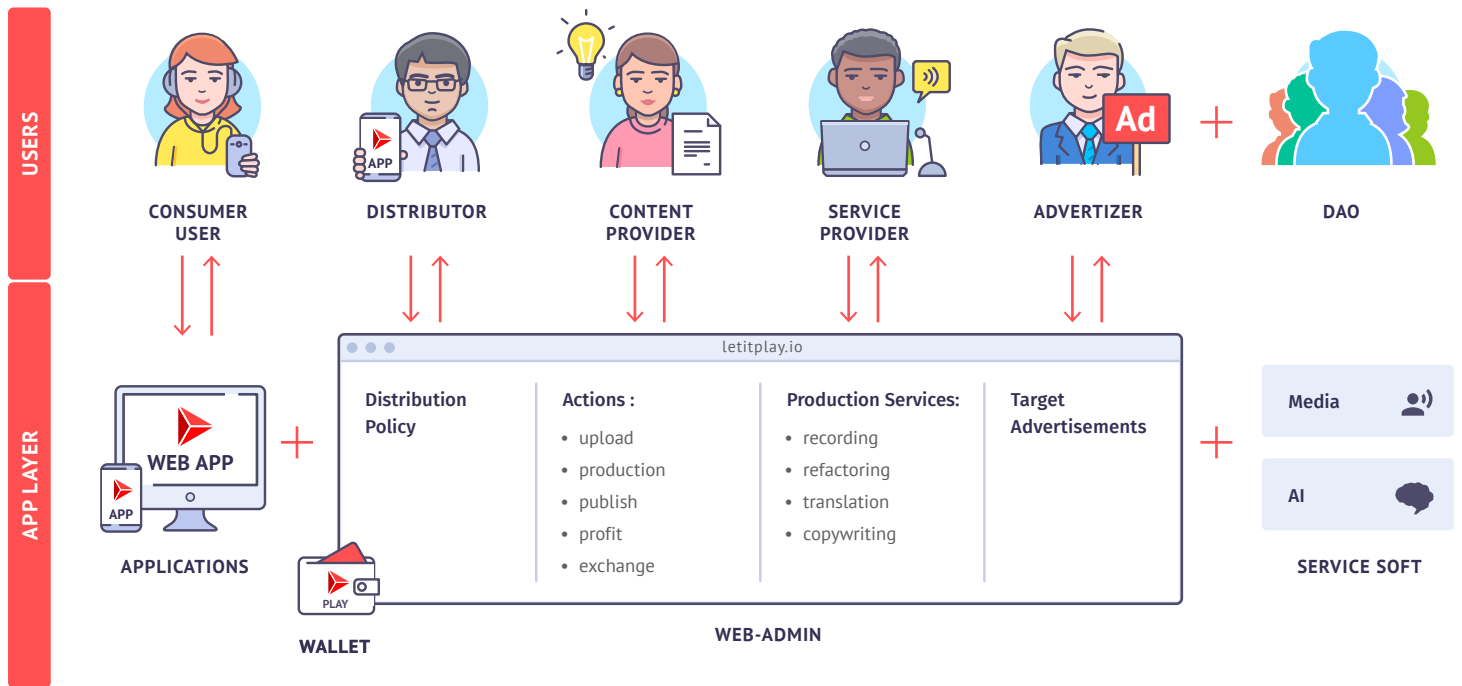 USERS
APP
Ad
CONSUMER
USER
DISTRIBUTOR
CONTENT
PROVIDER
SERVICE
PROVIDER
ADVERTIZER
DAO
APP LAYER
WEB APP
APP
APPLICATIONS
PLAY
WALLET
letitplay.io
Distribution
Policy
Actions :
• upload
• production
• publish
• profit
• exchange
Production Services:
• recording
• refactoring
• translation
• copywriting
Target
Advertisements
WEB-ADMIN
Media
AI
SERVICE SOFT